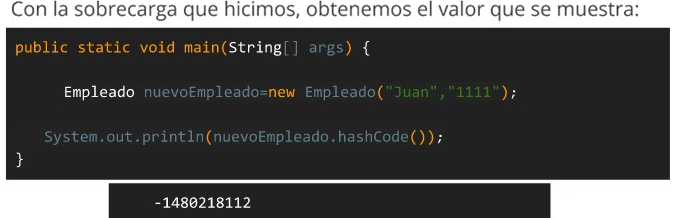 Con la sobrecarga que hicimos, obtenemos el valor que se muestra:
public static void main(String[] args) {
Empleado nuevoEmpleado=new Empleado("Juan","1111");
System.out.println(nuevoEmpleado.hashCode());
}
-1480218112